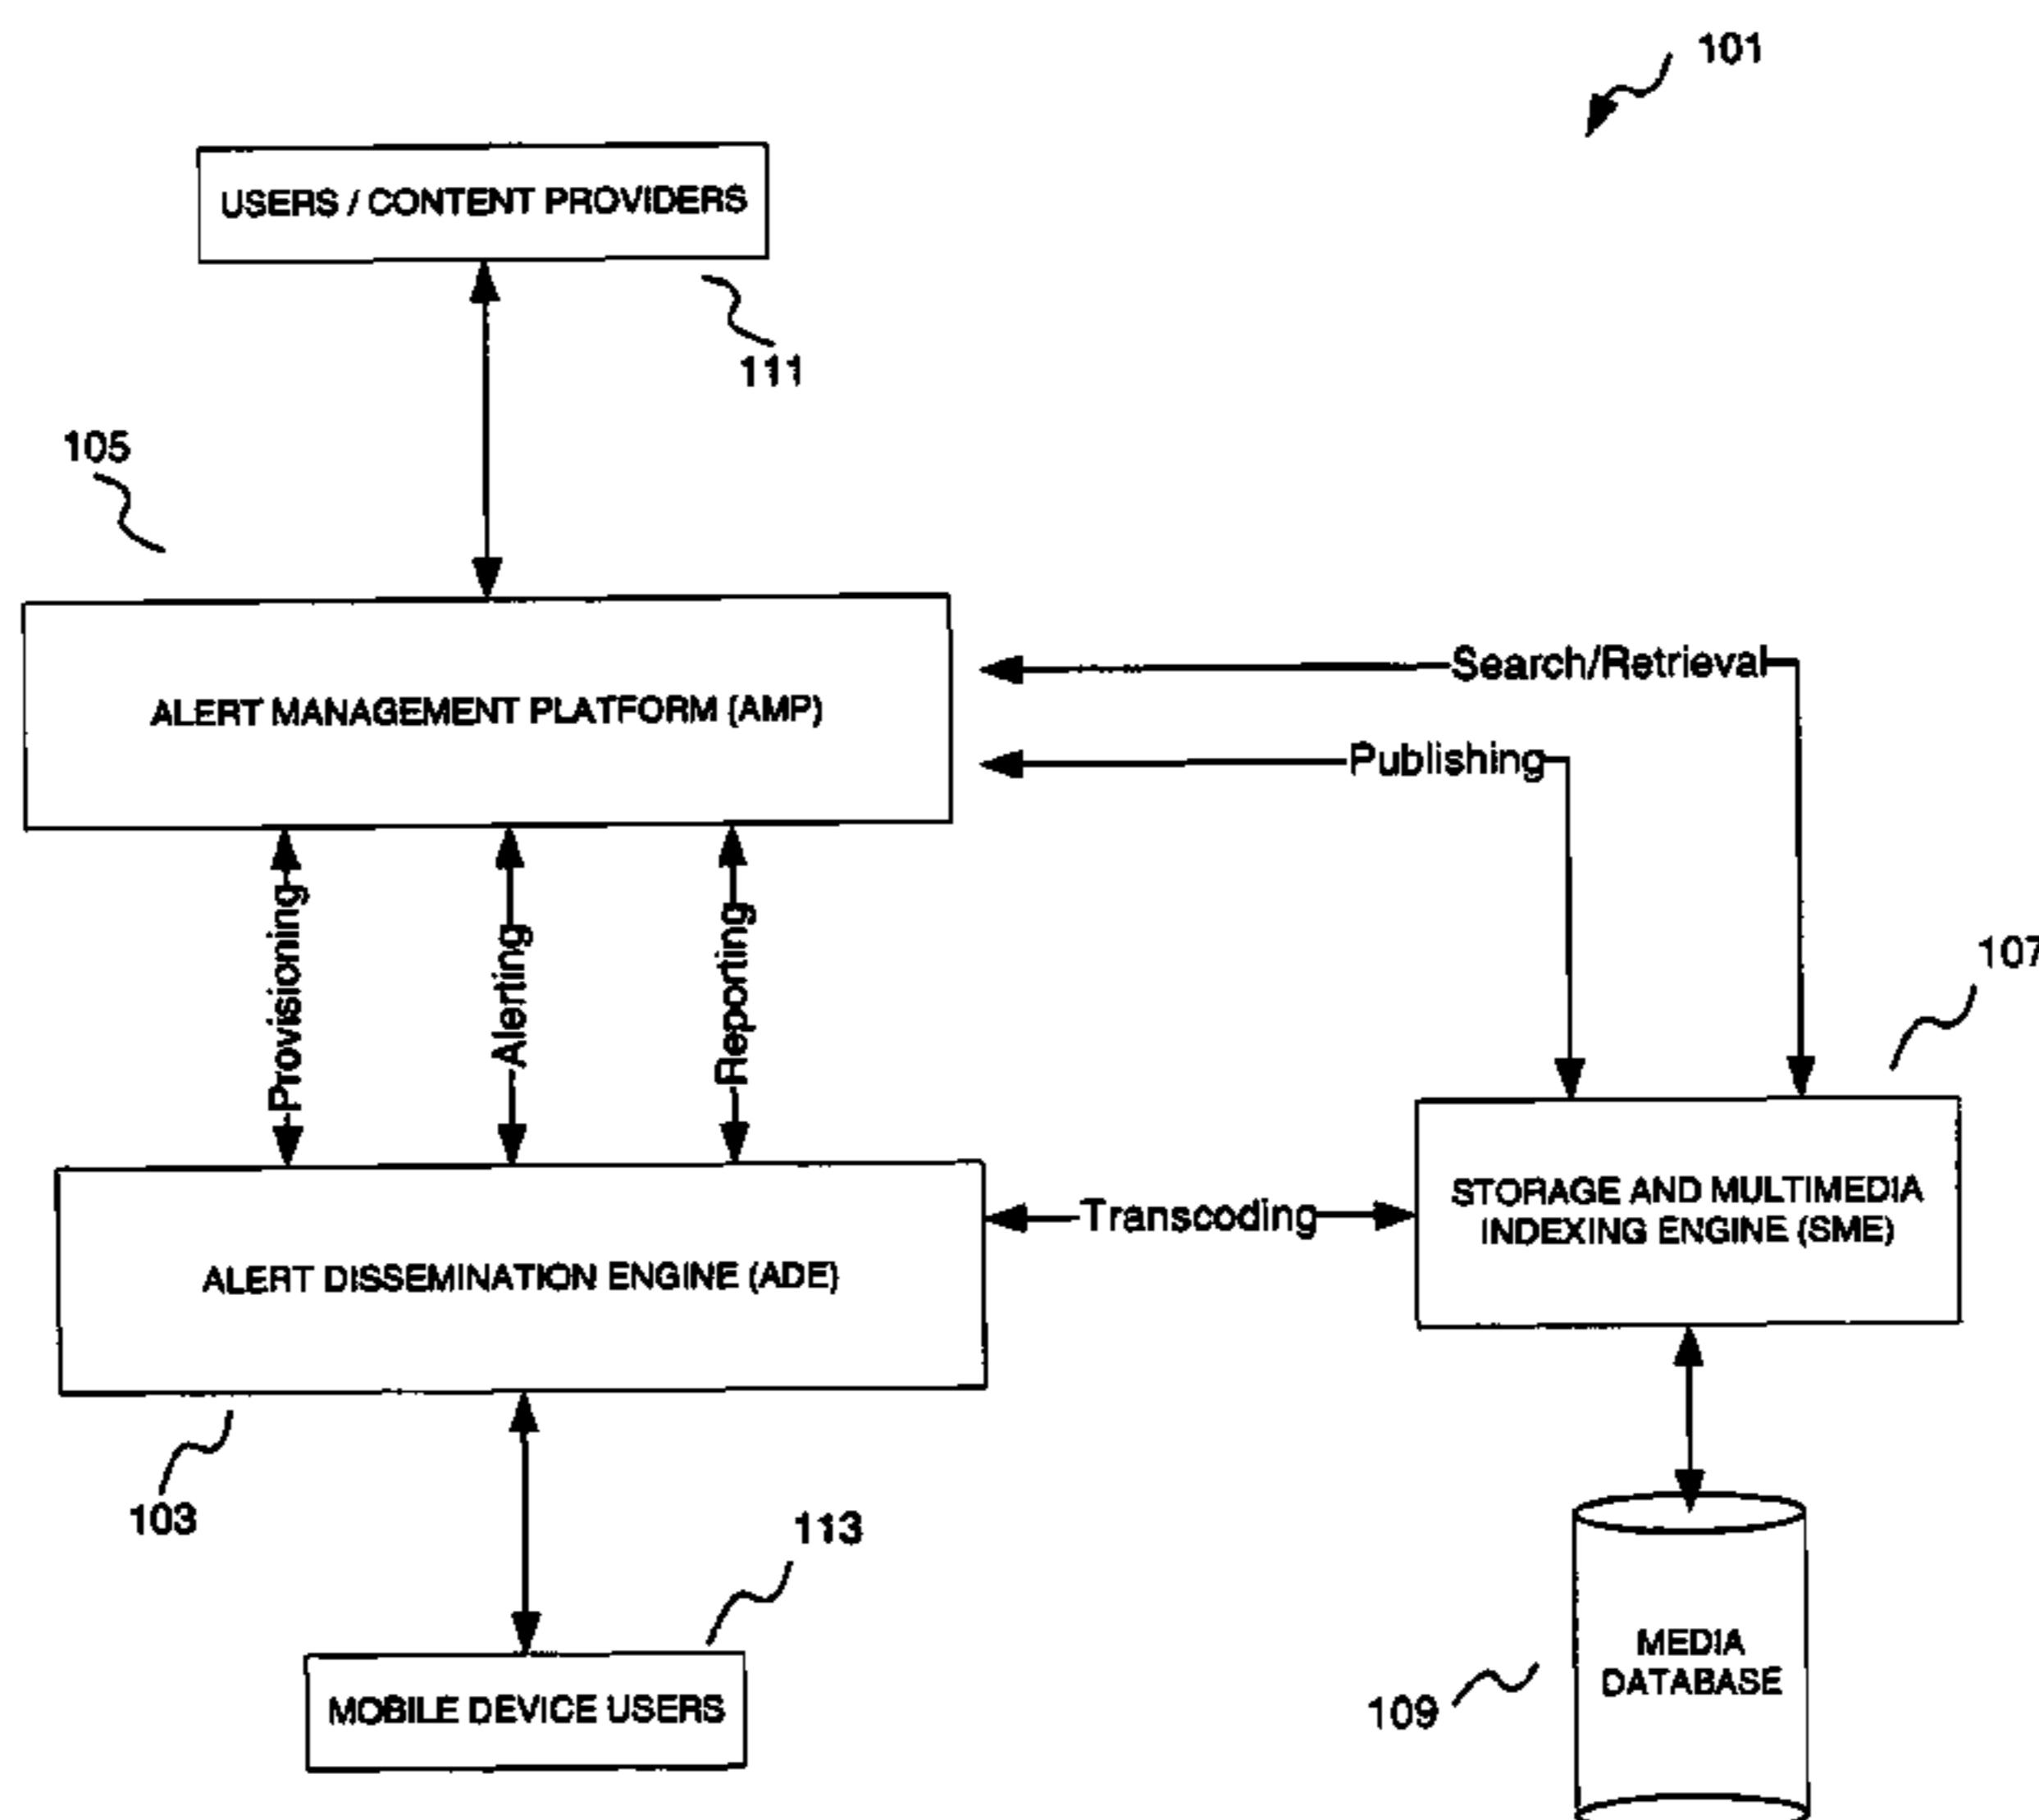 101
USERS / CONTENT PROVIDERS
111
105
Search/Retrieval
ALERT MANAGEMENT PLATFORM (AMP)
Publishing
Provisioning
Alerting
Reporting
107
STORAGE AND MULTIMEDIA
INDEXING ENGINE (SME)
Transcoding
ALERT DISSEMINATION ENGINE (ADE)
103
113
MEDIA
DATABASE
109
MOBILE DEVICE USERS